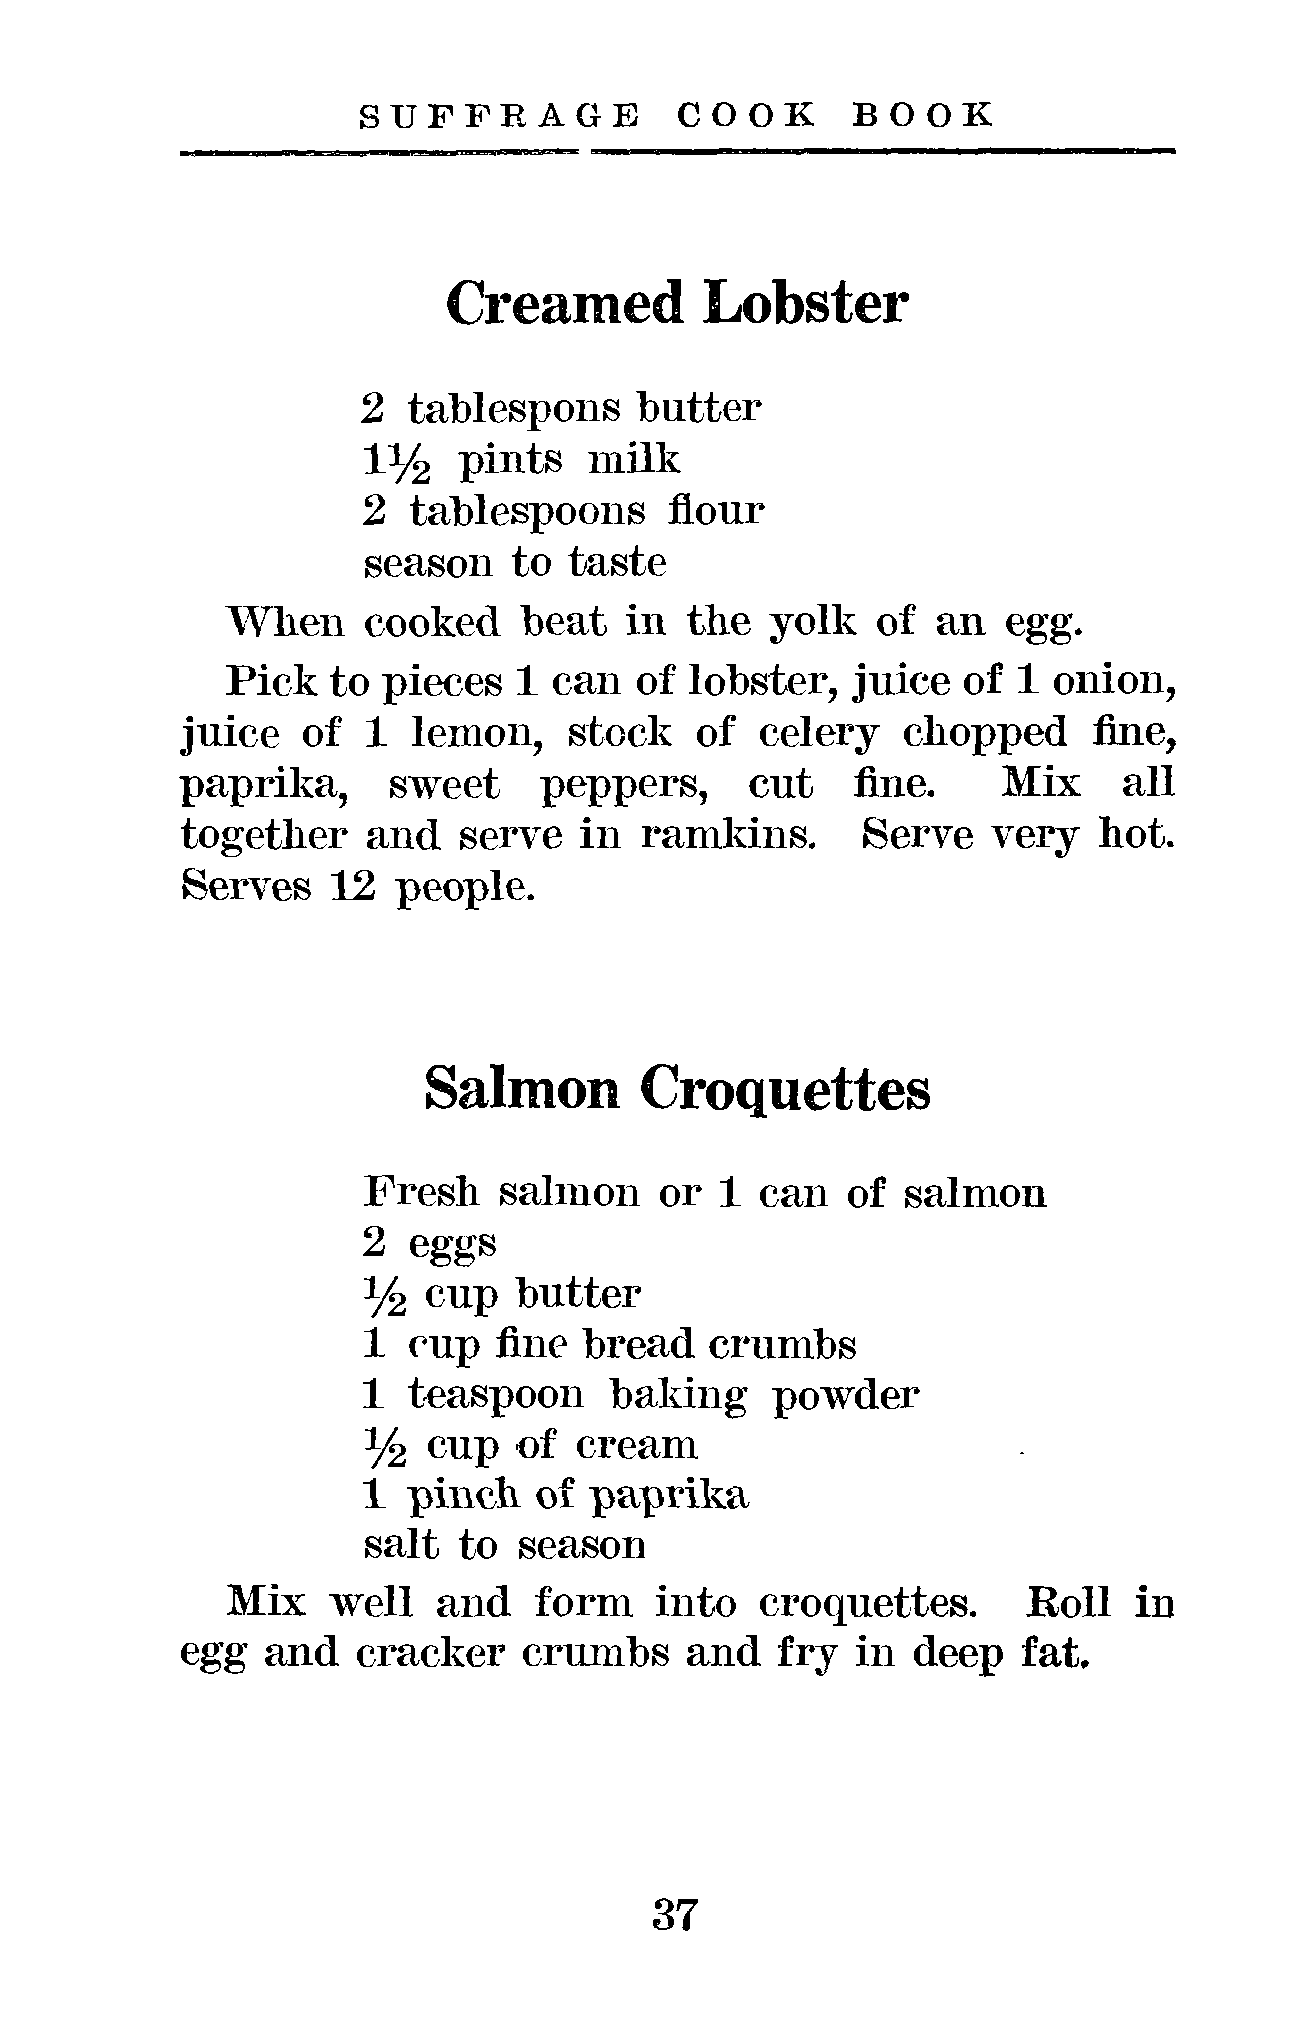 SUFFRAGE COOK BOOK
Creamed Lobster
2 tablespons butter
1½ pints milk
2 tablespoons flour
season to taste
When cooked beat in the yolk of an egg.
Pick to pieces 1 can of lobster, juice of 1 onion,
juice of 1 lemon, stock of celery chopped fine,
paprika, sweet peppers, cut fine. Mix all
together and serve in ramkins. Serve very hot.
Serves 12 people.
Salmon Croquettes
Fresh salmon or 1 can of salmon
2 eggs
½ cup butter
1 cup fine bread crumbs
1 teaspoon baking powder
½ cup of cream
1 pinch of paprika
salt to season
Mix well and form into croquettes. Roll in
egg and cracker crumbs and fry in deep fat.
37